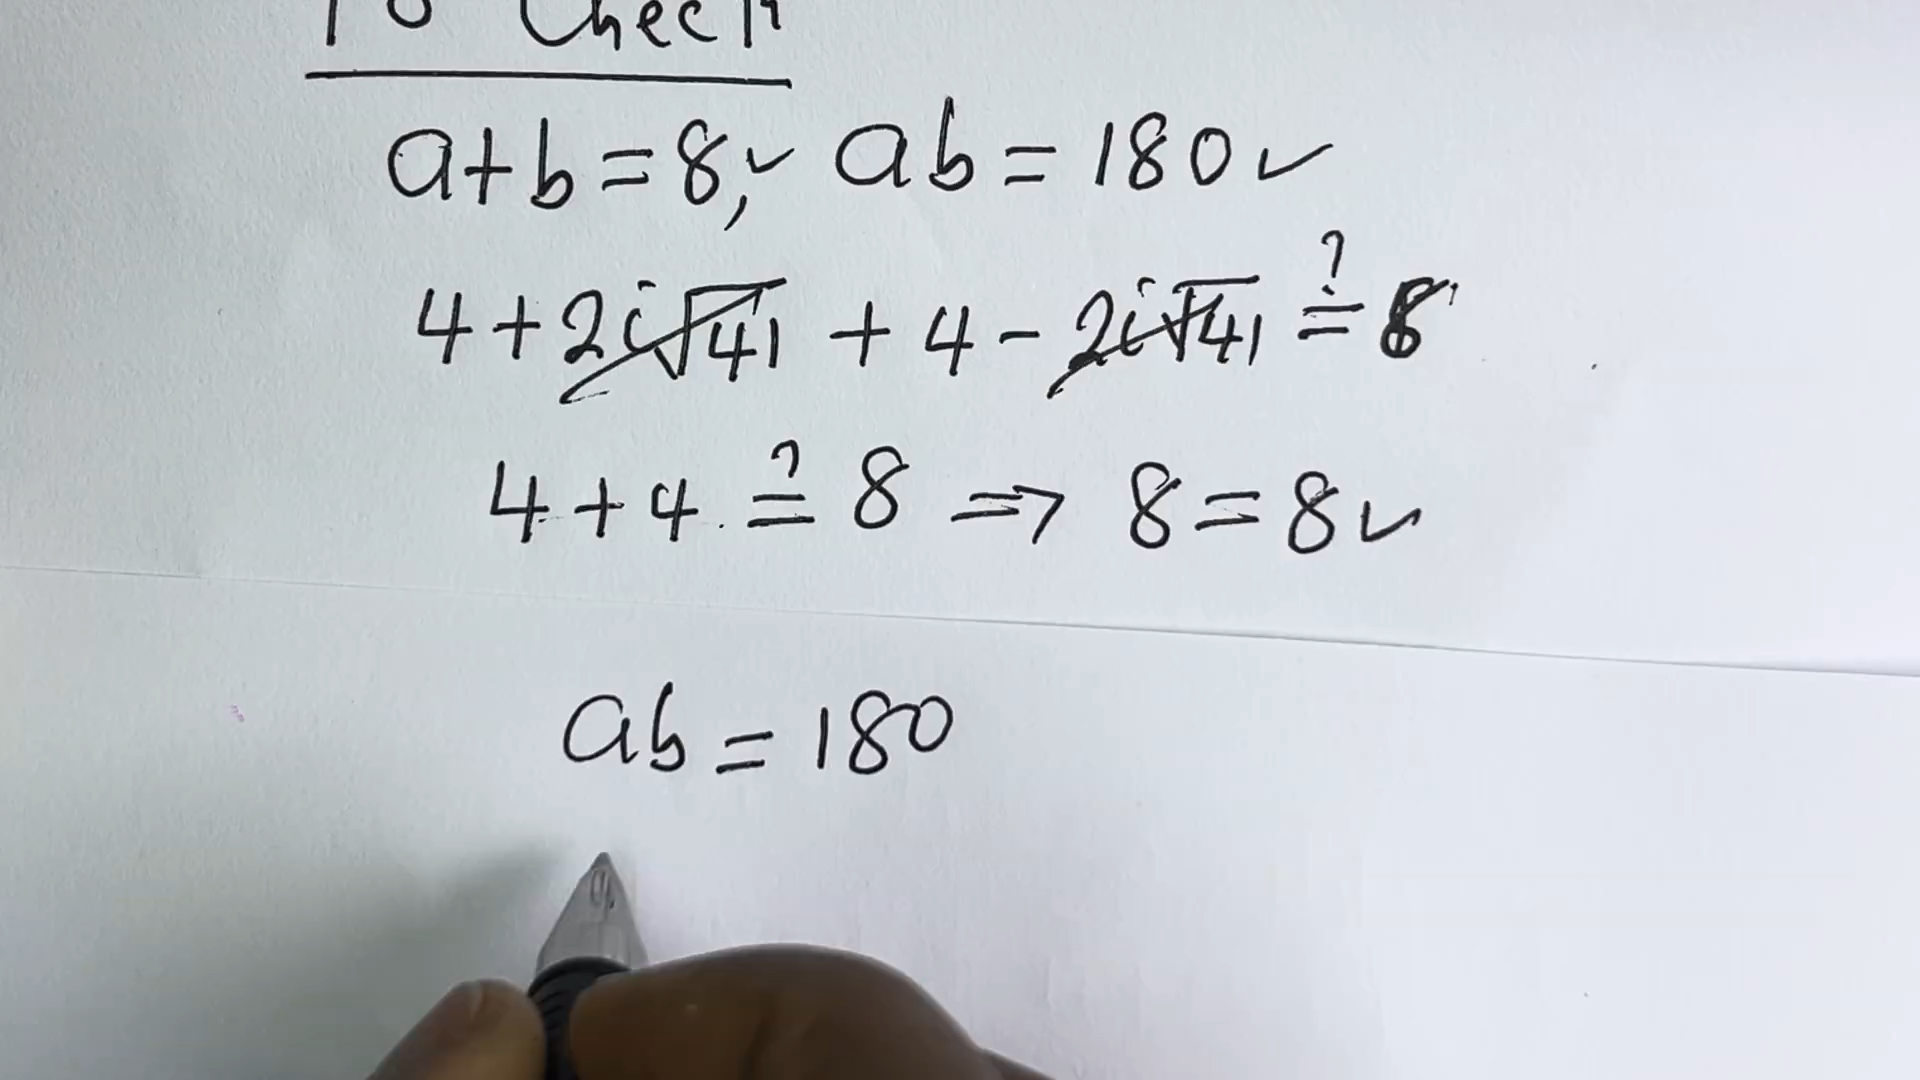 To Check
a+b=8,✓ ab=180✓
4+2i√41 + 4-2i√41 ≟ 8
4+4 ≟ 8 ⇒ 8=8✓
ab=180